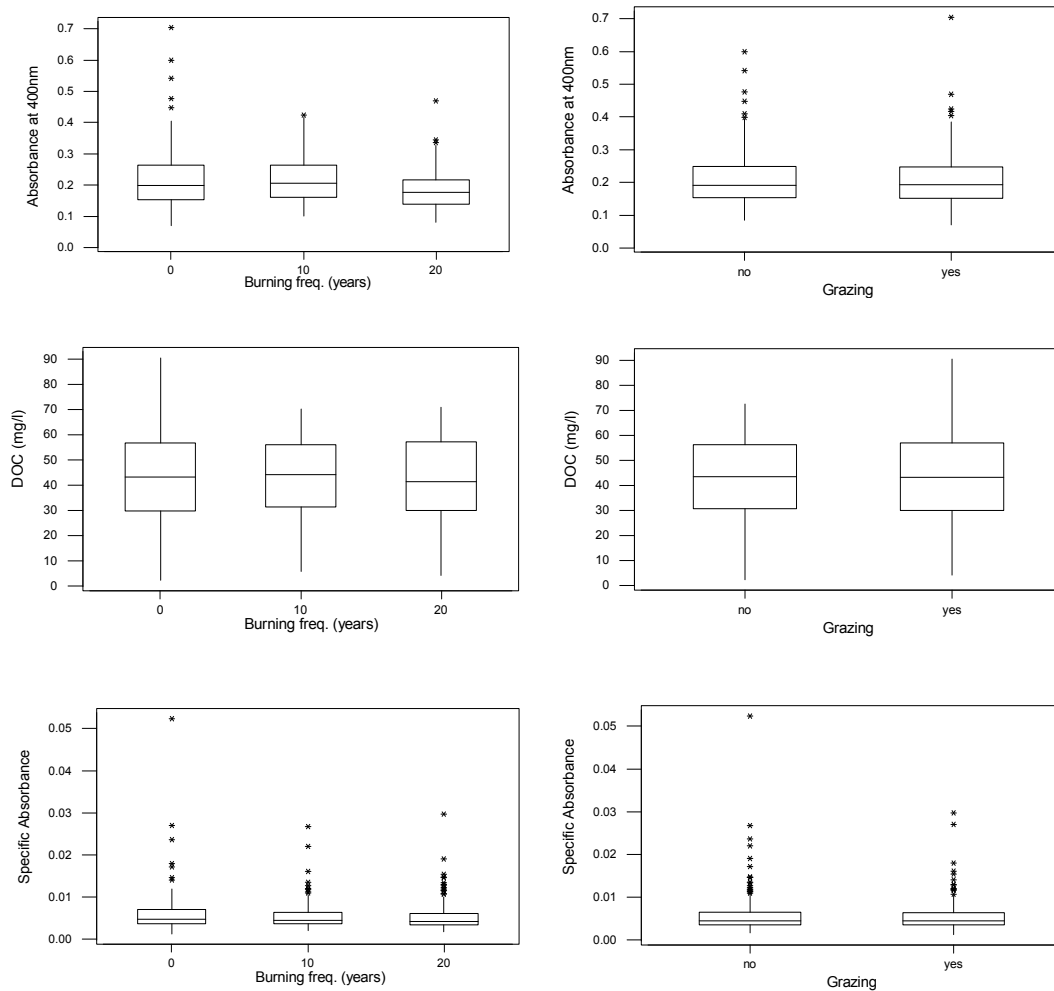 Absorbance at 400nm
0.7
0.6
0.5
0.4
0.3
0.2
0.1
0.0
0 10 20
Burning freq. (years)
Absorbance at 400nm
0.7
0.6
0.5
0.4
0.3
0.2
0.1
0.0
no yes
Grazing
DOC (mg/l)
90
80
70
60
50
40
30
20
10
0
0 10 20
Burning freq. (years)
DOC (mg/l)
90
80
70
60
50
40
30
20
10
0
no yes
Grazing
Specific Absorbance
0.05
0.04
0.03
0.02
0.01
0.00
0 10 20
Burning freq. (years)
Specific Absorbance
0.05
0.04
0.03
0.02
0.01
0.00
no yes
Grazing